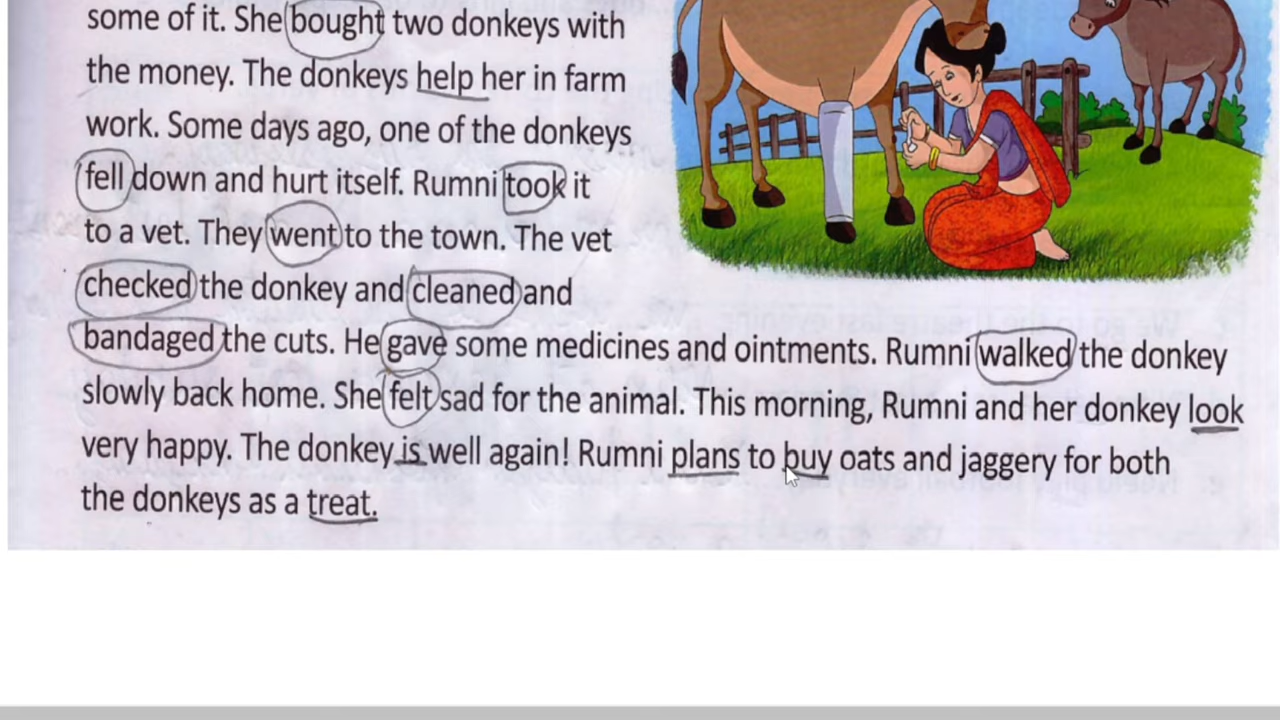 some of it. She bought two donkeys with
the money. The donkeys help her in farm
work. Some days ago, one of the donkeys
fell down and hurt itself. Rumni took it
to a vet. They went to the town. The vet
checked the donkey and cleaned and
bandaged the cuts. He gave some medicines and ointments. Rumni walked the donkey
slowly back home. She felt sad for the animal. This morning, Rumni and her donkey look
very happy. The donkey is well again! Rumni plans to buy oats and jaggery for both
the donkeys as a treat.